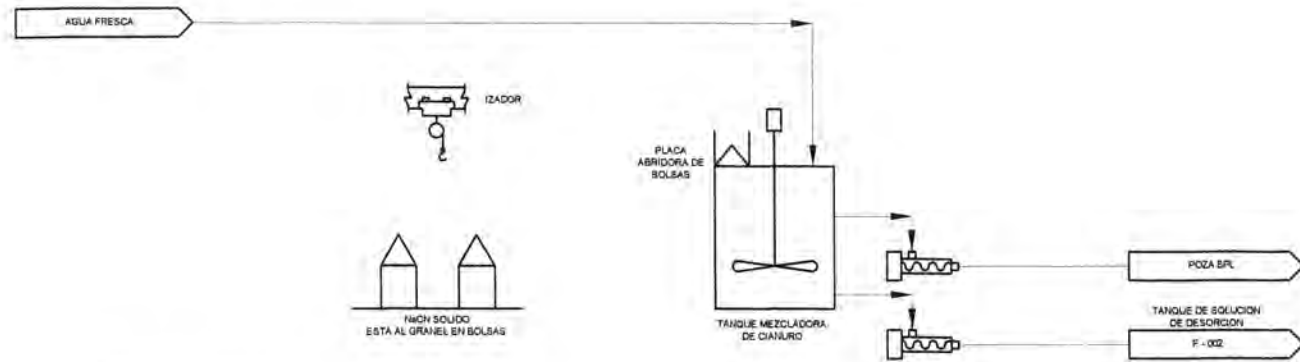 AGUA FRESCA
IZADOR
PLACA
ABRIDORA DE
BOLSAS
NaCN SOLIDO
ESTA AL GRANEL EN BOLSAS
TANQUE MEZCLADORA
DE CIANURO
POZA BPL
TANQUE DE SOLUCION
DE DESORCION
F - 002